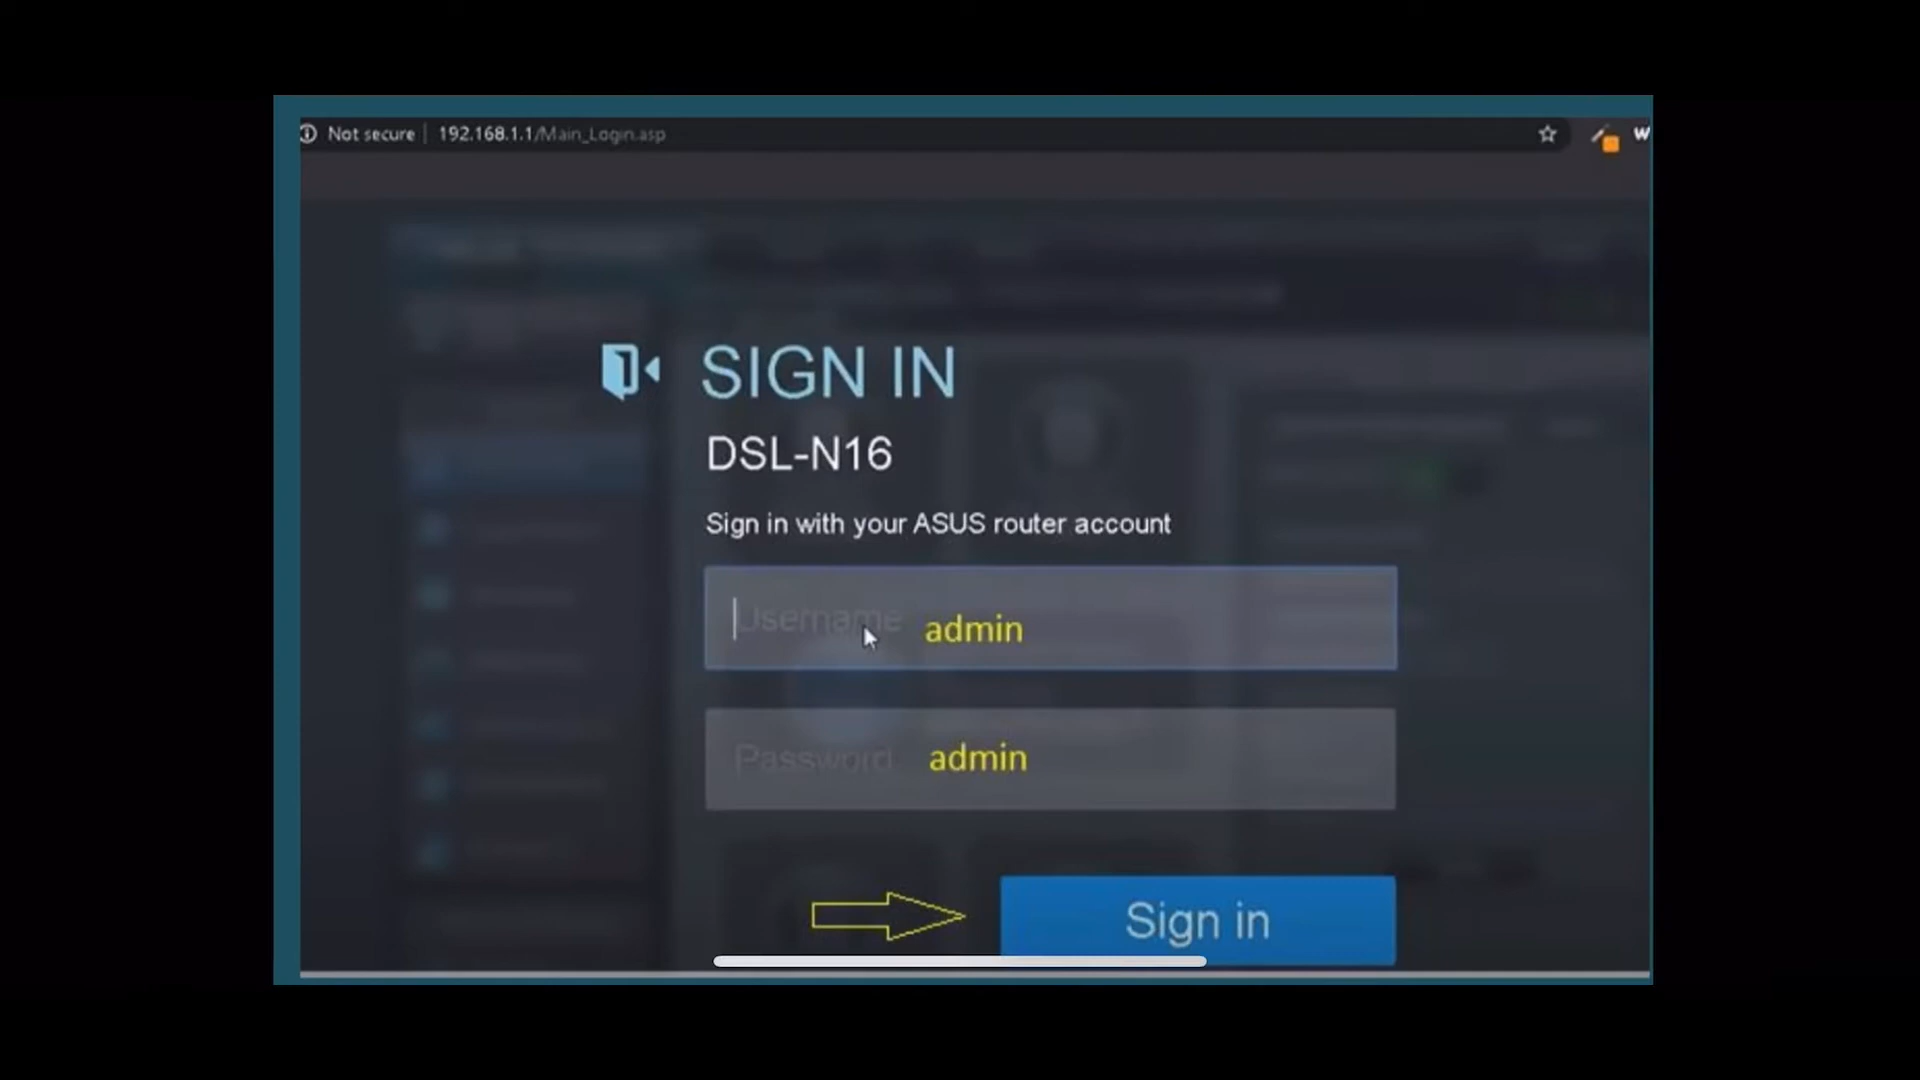 Not secure | 192.168.1.1/Main_Login.asp
W
SIGN IN
DSL-N16
Sign in with your ASUS router account
Username admin
Password admin
Sign in